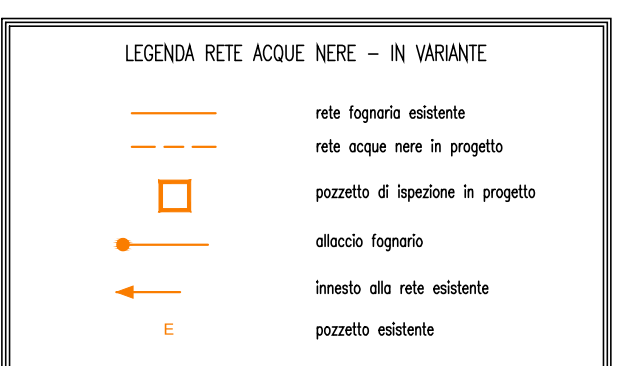 LEGENDA RETE ACQUE NERE – IN VARIANTE
rete fognaria esistente
rete acque nere in progetto
pozzetto di ispezione in progetto
allaccio fognario
innesto alla rete esistente
E pozzetto esistente